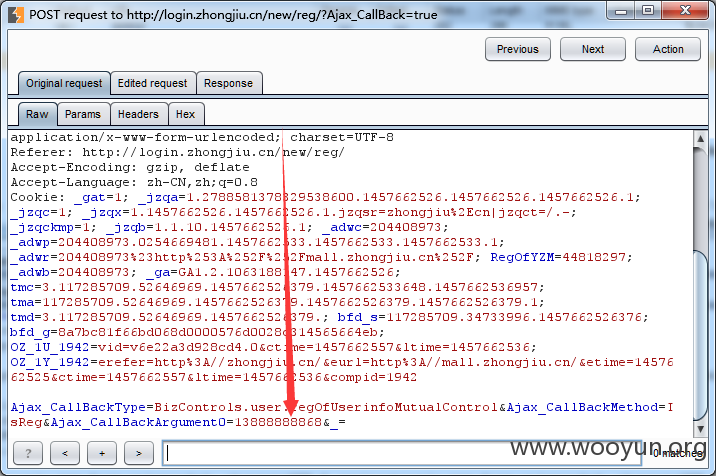 POST request to http://login.zhongjiu.cn/new/reg/?Ajax_CallBack=true
Previous Next Action
Original request Edited request Response
Raw Params Headers Hex
application/x-www-form-urlencoded; charset=UTF-8
Referer: http://login.zhongjiu.cn/new/reg/
Accept-Encoding: gzip, deflate
Accept-Language: zh-CN,zh;q=0.8
Cookie: _gat=1; _jzqa=1.2788581378329538600.1457662526.1457662526.1457662526.1;
_jzqc=1; _jzqx=1.1457662526.1457662526.1.jzqsr=zhongjiu%2Ecn|jzqct=/.-;
_jzqckmp=1; _jzqb=1.1.10.1457662526.1; _adwc=204408973;
_adwp=204408973.0254669481.1457662533.1457662533.1457662533.1;
_adwr=204408973%23http%253A%252F%252Fmall.zhongjiu.cn%252F; RegOfYZM=44818297;
_adwb=204408973; _ga=GA1.2.1063188147.1457662526;
tmc=3.117285709.52646969.1457662526379.1457662533648.1457662536957;
tma=117285709.52646969.1457662526379.1457662526379.1457662526379.1;
tmd=3.117285709.52646969.1457662526379.; bfd_s=117285709.34733996.1457662526376;
bfd_g=8a7bc81f66bd068d0000576d0028d314565664eb;
OZ_1U_1942=vid=v6e22a3d928cd4.0&ctime=1457662557&ltime=1457662536;
OZ_1Y_1942=erefer=http%3A//zhongjiu.cn/&eurl=http%3A//mall.zhongjiu.cn/&etime=1457
662525&ctime=1457662557&ltime=1457662536&compid=1942
Ajax_CallBackType=BizControls.user.RegOfUserinfoMutualControl&Ajax_CallBackMethod=I
sReg&Ajax_CallBackArgument0=13888888868&_=
? < + >
0 matches
www.wooyun.org